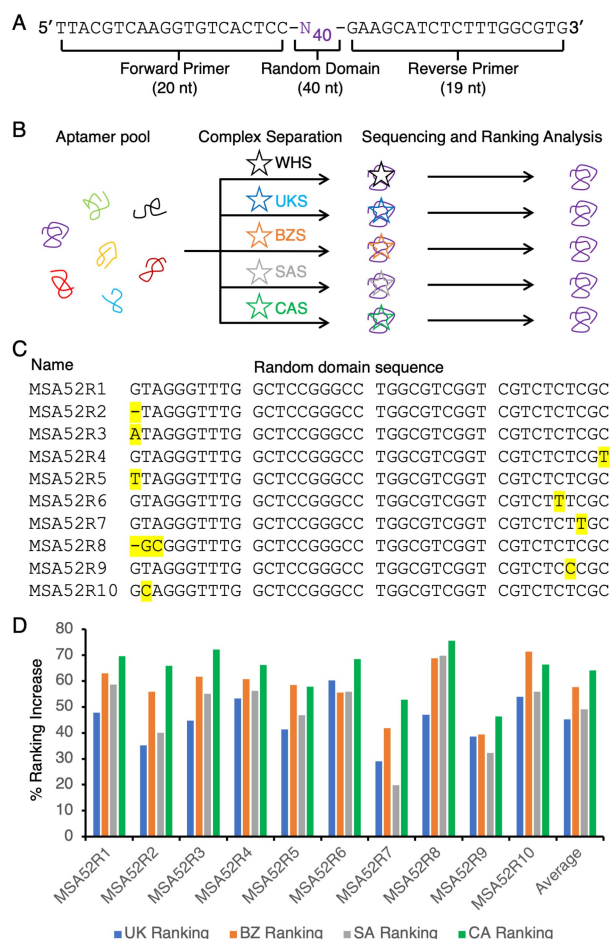 A
5′TTACGTCAAGGTGTCACTCC-N40-GAAGCATCTCTTTGGCGTG3′
Forward Primer Random Domain Reverse Primer
(20 nt) (40 nt) (19 nt)
B
Aptamer pool Complex Separation Sequencing and Ranking Analysis
WHS
UKS
BZS
SAS
CAS
C
Name Random domain sequence
MSA52R1 GTAGGGTTTG GCTCCGGGCC TGGCGTCGGT CGTCTCTCGC
MSA52R2 -TAGGGTTTG GCTCCGGGCC TGGCGTCGGT CGTCTCTCGC
MSA52R3 ATAGGGTTTG GCTCCGGGCC TGGCGTCGGT CGTCTCTCGC
MSA52R4 GTAGGGTTTG GCTCCGGGCC TGGCGTCGGT CGTCTCTCGT
MSA52R5 TTAGGGTTTG GCTCCGGGCC TGGCGTCGGT CGTCTCTCGC
MSA52R6 GTAGGGTTTG GCTCCGGGCC TGGCGTCGGT CGTCTTTCGC
MSA52R7 GTAGGGTTTG GCTCCGGGCC TGGCGTCGGT CGTCTCTTGC
MSA52R8 -GCGGGTTTG GCTCCGGGCC TGGCGTCGGT CGTCTCTCGC
MSA52R9 GTAGGGTTTG GCTCCGGGCC TGGCGTCGGT CGTCTCCCGC
MSA52R10 GCAGGGTTTG GCTCCGGGCC TGGCGTCGGT CGTCTCTCGC
D
% Ranking Increase
80
70
60
50
40
30
20
10
0
MSA52R1 MSA52R2 MSA52R3 MSA52R4 MSA52R5 MSA52R6 MSA52R7 MSA52R8 MSA52R9 MSA52R10 Average
UK Ranking BZ Ranking SA Ranking CA Ranking